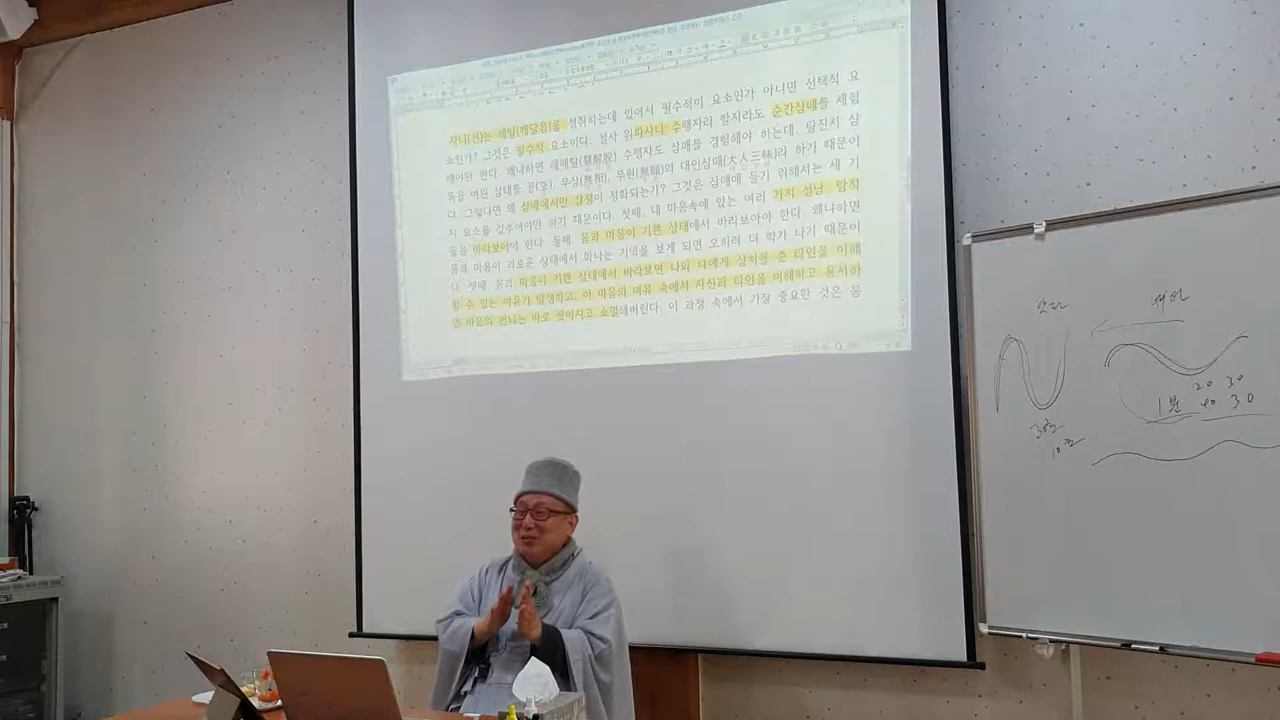 자나(선)는 해탈(깨달음)을 성취하는데 있어서 필수적이 요소인가 아니면 선택적 요
소인가? 그것은 필수적 요소이다. 설사 위파사나 수행자라 할지라도 순간삼매를 체험
해야만 한다. 왜냐하면 혜해탈(慧解脫) 수행자도 삼매를 경험해야 하는데, 탐진치 삼
독을 여읜 상태를 공(空), 무상(無相), 무원(無願)의 대인삼매(大人三昧)라 하기 때문이
다. 그렇다면 왜 삼매에서만 감정이 정화되는가? 그것은 삼매에 들기 위해서는 세 가
지 요소를 갖추어야만 하기 때문이다. 첫째, 내 마음속에 있는 여러 가지 성냄, 탐착
들을 바라보아야 한다. 둘째, 몸과 마음이 기쁜 상태에서 바라보아야 한다. 왜냐하면
몸과 마음이 괴로운 상태에서 화나는 기억을 보게 되면 오히려 더 화가 나기 때문이
다. 셋째, 몸과 마음이 기쁜 상태에서 바라보면 나와 나에게 상처를 준 타인을 이해
할 수 있는 여유가 발생하고, 이 마음의 여유 속에서 자신과 타인을 이해하고 용서하
면 마음의 번뇌는 바로 씻어지고 소멸해버린다. 이 과정 속에서 가장 중요한 것은 몸
20 30
1분 40 30
10